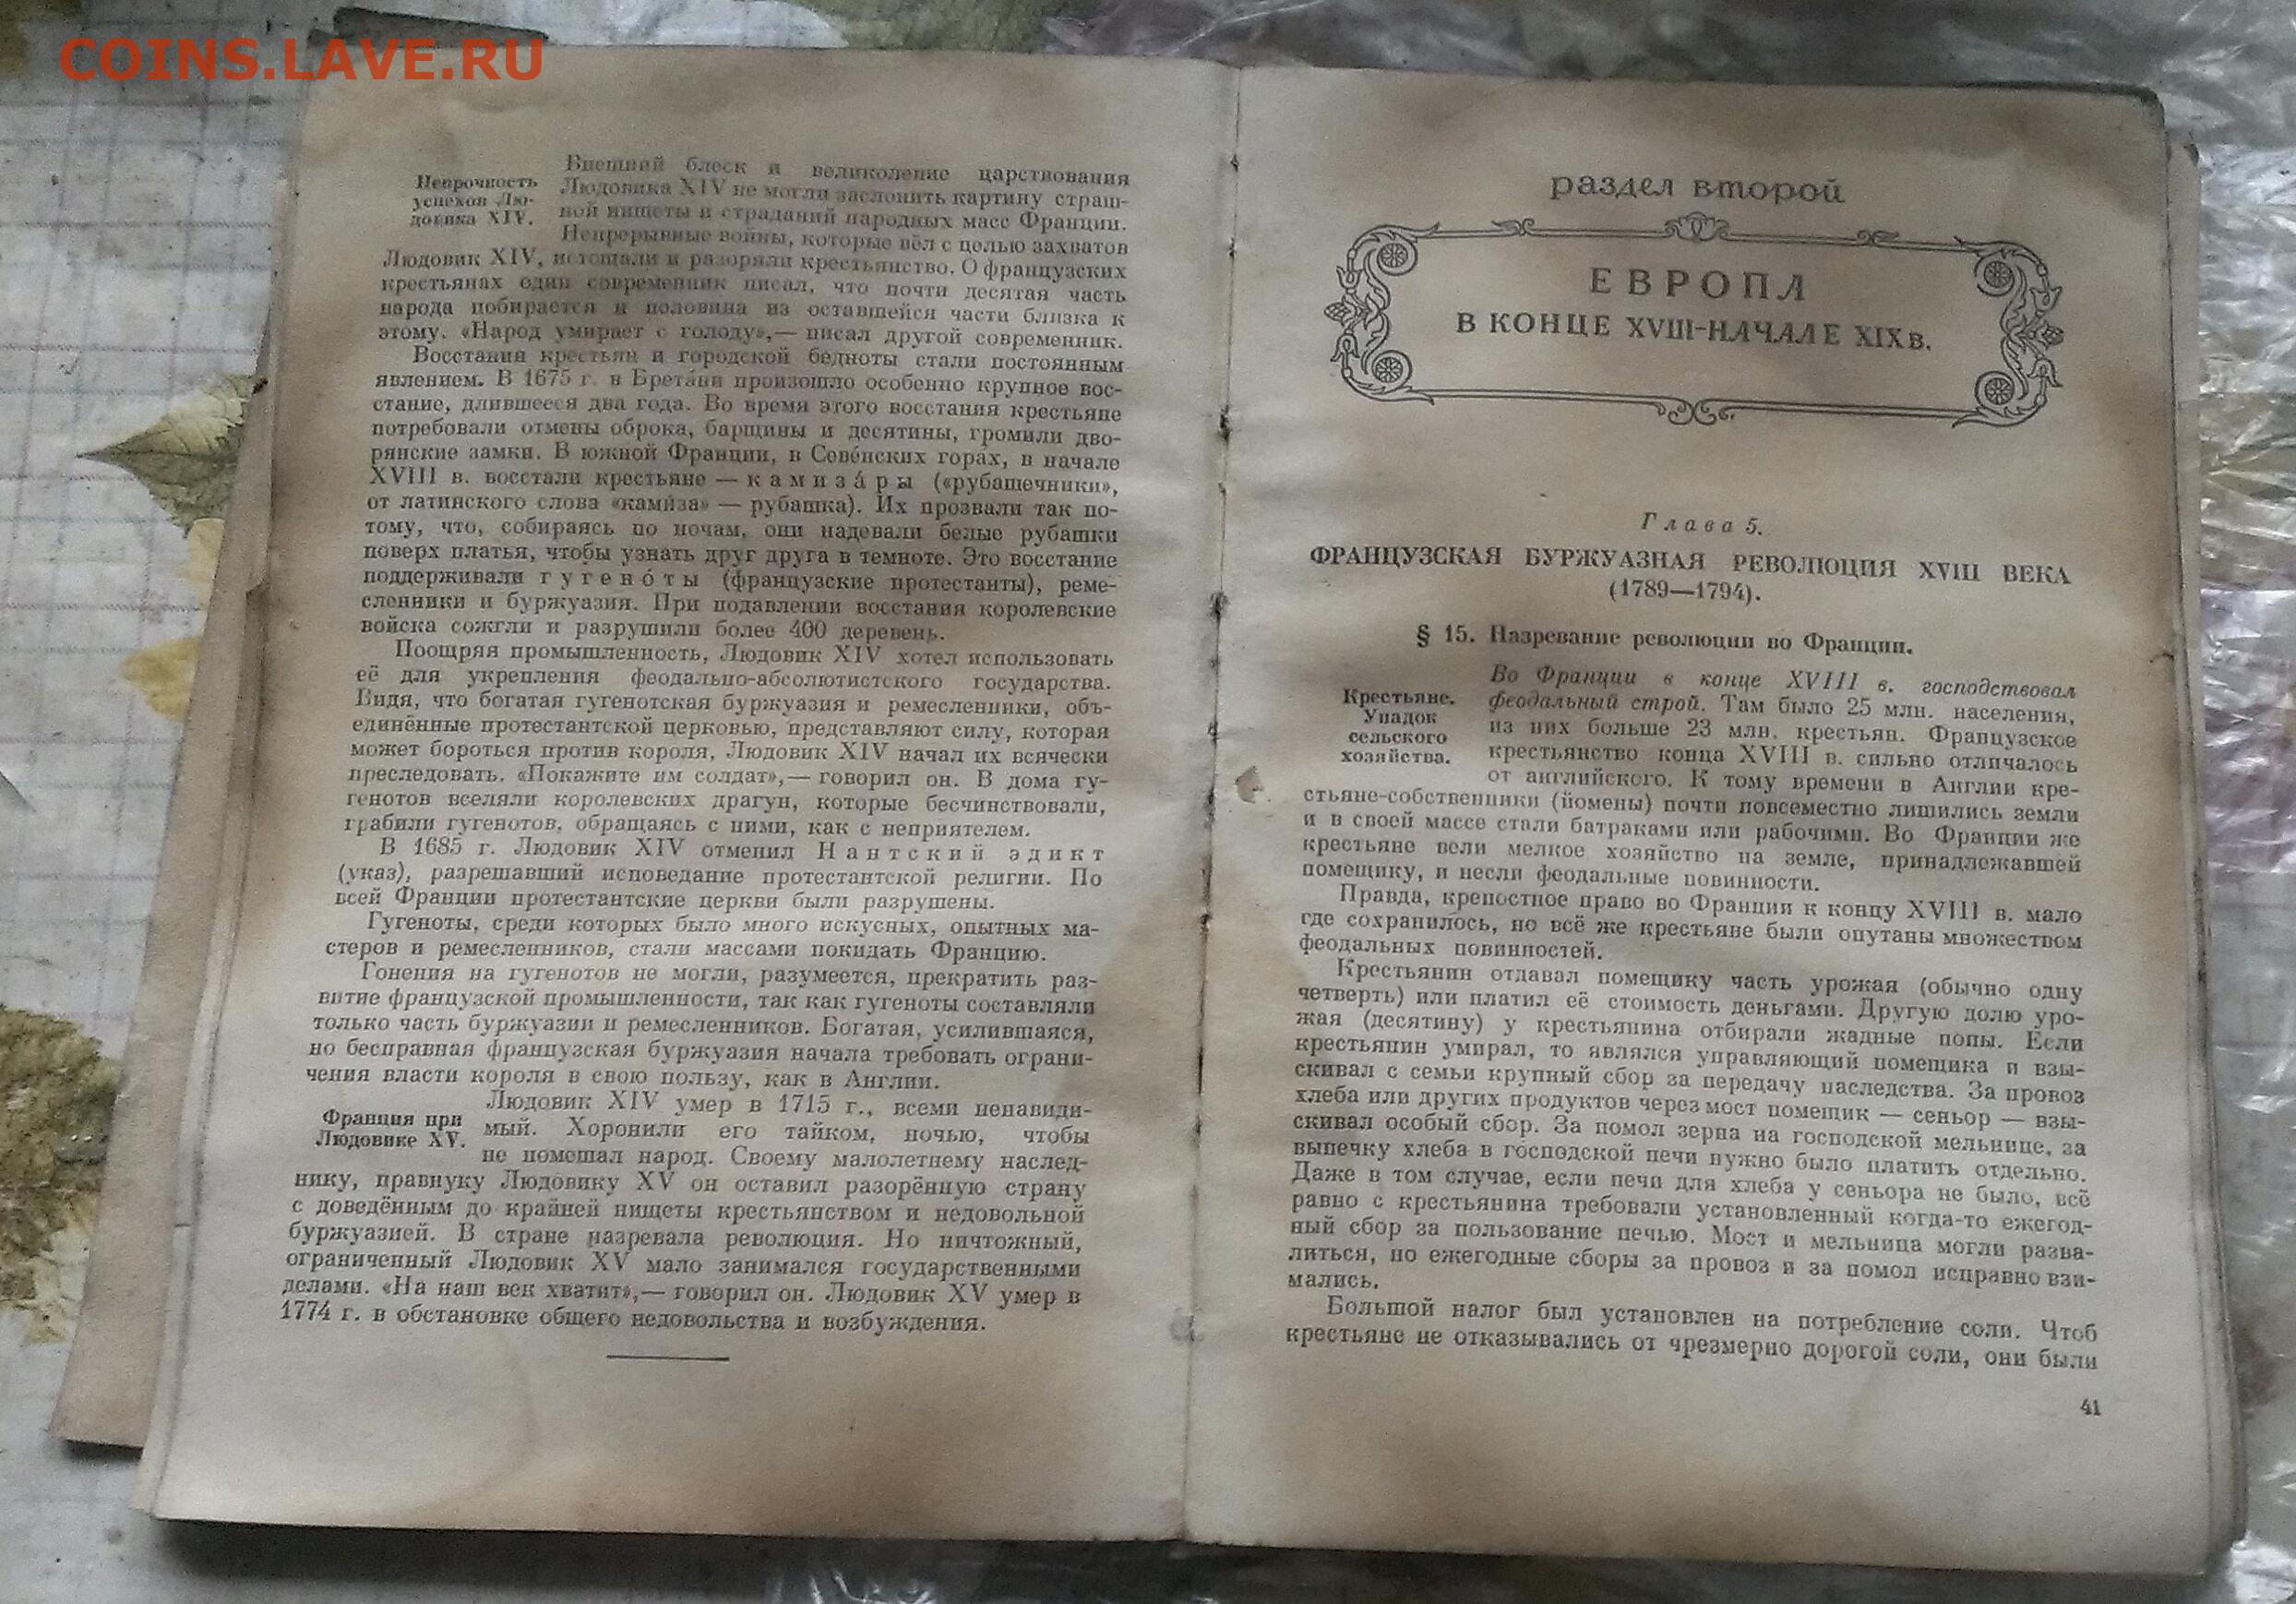 COINS.LAVE.RU
Непрочность
успехов Лю-
довика XIV.
Внешний блеск и великолепие царствования
Людовика XIV не могли заслонить картину страш-
ной нищеты и страданий народных масс Франции.
Непрерывные войны, которые вёл с целью захватов
Людовик XIV, истощали и разоряли крестьянство. О французских
крестьянах один современник писал, что почти десятая часть
народа побирается и половина из оставшейся части близка к
этому. «Народ умирает с голоду»,— писал другой современник.
Восстания крестьян и городской бедноты стали постоянным
явлением. В 1675 г. в Брета́ни произошло особенно крупное вос-
стание, длившееся два года. Во время этого восстания крестьяне
потребовали отмены оброка, барщины и десятины, громили дво-
рянские замки. В южной Франции, в Севе́нских горах, в начале
XVIII в. восстали крестьяне — камиза́ры («рубашечники»,
от латинского слова «ками́за» — рубашка). Их прозвали так по-
тому, что, собираясь по ночам, они надевали белые рубашки
поверх платья, чтобы узнать друг друга в темноте. Это восстание
поддерживали гугено́ты (французские протестанты), реме-
сленники и буржуазия. При подавлении восстания королевские
войска сожгли и разрушили более 400 деревень.
Поощряя промышленность, Людовик XIV хотел использовать
её для укрепления феодально-абсолютистского государства.
Видя, что богатая гугенотская буржуазия и ремесленники, объ-
единённые протестантской церковью, представляют силу, которая
может бороться против короля, Людовик XIV начал их всячески
преследовать. «Покажите им солдат»,— говорил он. В дома гу-
генотов вселяли королевских драгун, которые бесчинствовали,
грабили гугенотов, обращаясь с ними, как с неприятелем.
В 1685 г. Людовик XIV отменил Нантский эдикт
(указ), разрешавший исповедание протестантской религии. По
всей Франции протестантские церкви были разрушены.
Гугеноты, среди которых было много искусных, опытных ма-
стеров и ремесленников, стали массами покидать Францию.
Гонения на гугенотов не могли, разумеется, прекратить раз-
витие французской промышленности, так как гугеноты составляли
только часть буржуазии и ремесленников. Богатая, усилившаяся,
но бесправная французская буржуазия начала требовать ограни-
чения власти короля в свою пользу, как в Англии.
Франция при
Людовике XV.
Людовик XIV умер в 1715 г., всеми ненавиди-
мый. Хоронили его тайком, ночью, чтобы
не помешал народ. Своему малолетнему наслед-
нику, правнуку Людовику XV он оставил разорённую страну
с доведённым до крайней нищеты крестьянством и недовольной
буржуазией. В стране назревала революция. Но ничтожный,
ограниченный Людовик XV мало занимался государственными
делами. «На наш век хватит»,— говорил он. Людовик XV умер в
1774 г. в обстановке общего недовольства и возбуждения.
раздел второй
ЕВРОПА
В КОНЦЕ XVIII-НАЧАЛЕ XIX в.
Глава 5.
ФРАНЦУЗСКАЯ БУРЖУАЗНАЯ РЕВОЛЮЦИЯ XVIII ВЕКА
(1789—1794).
§ 15. Назревание революции во Франции.
Крестьяне.
Упадок
сельского
хозяйства.
Во Франции в конце XVIII в. господствовал
феодальный строй. Там было 25 млн. населения,
из них больше 23 млн. крестьян. Французское
крестьянство конца XVIII в. сильно отличалось
от английского. К тому времени в Англии кре-
стьяне-собственники (йомены) почти повсеместно лишились земли
и в своей массе стали батраками или рабочими. Во Франции же
крестьяне вели мелкое хозяйство на земле, принадлежавшей
помещику, и несли феодальные повинности.
Правда, крепостное право во Франции к концу XVIII в. мало
где сохранилось, но всё же крестьяне были опутаны множеством
феодальных повинностей.
Крестьянин отдавал помещику часть урожая (обычно одну
четверть) или платил её стоимость деньгами. Другую долю уро-
жая (десятину) у крестьянина отбирали жадные попы. Если
крестьянин умирал, то являлся управляющий помещика и взы-
скивал с семьи крупный сбор за передачу наследства. За провоз
хлеба или других продуктов через мост помещик — сеньор — взы-
скивал особый сбор. За помол зерна на господской мельнице, за
выпечку хлеба в господской печи нужно было платить отдельно.
Даже в том случае, если печи для хлеба у сеньора не было, всё
равно с крестьянина требовали установленный когда-то ежегод-
ный сбор за пользование печью. Мост и мельница могли разва-
литься, но ежегодные сборы за провоз и за помол исправно взи-
мались.
Большой налог был установлен на потребление соли. Чтоб
крестьяне не отказывались от чрезмерно дорогой соли, они были
41